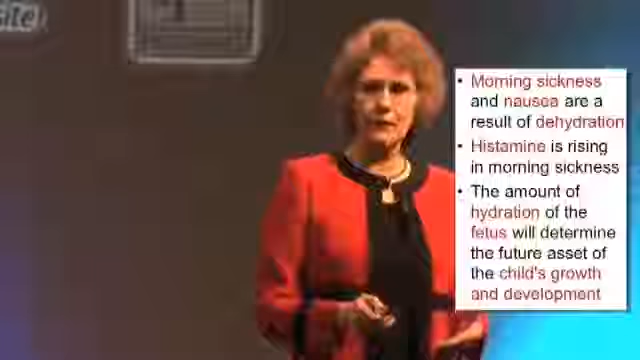 site
• Morning sickness
and nausea are a
result of dehydration
• Histamine is rising
in morning sickness
• The amount of
hydration of the
fetus will determine
the future asset of
the child's growth
and development